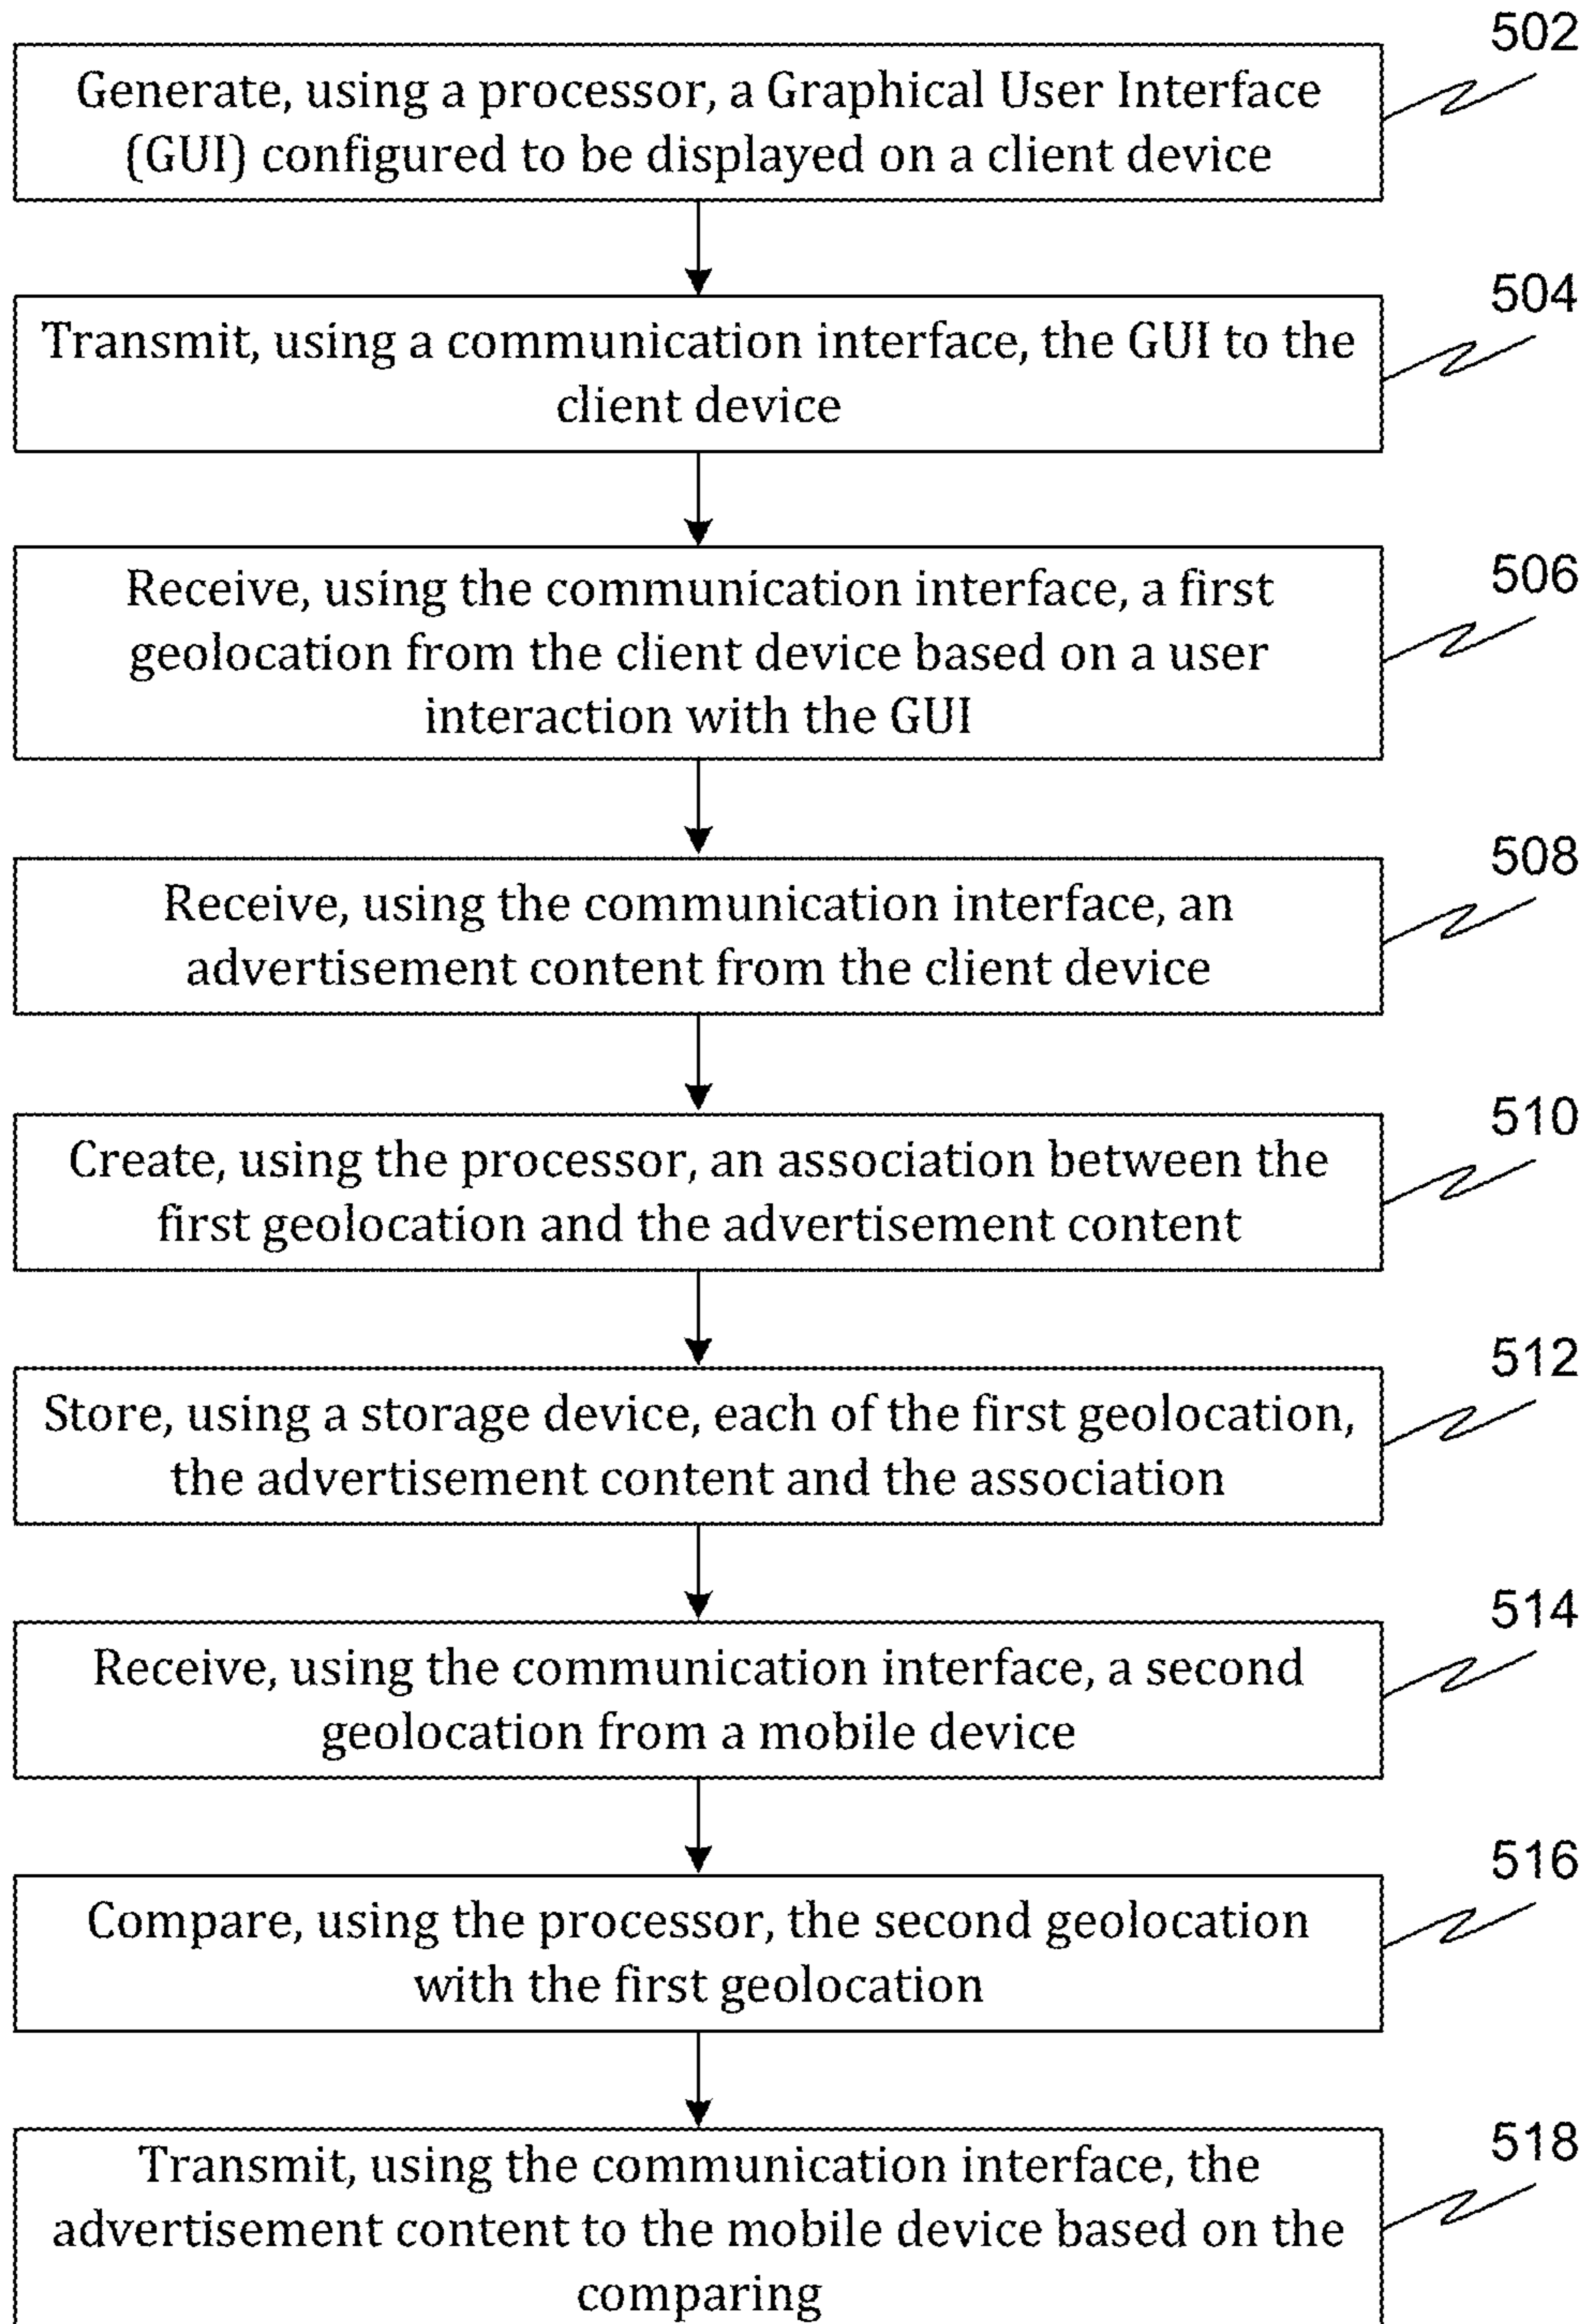 502
Generate, using a processor, a Graphical User Interface
(GUI) configured to be displayed on a client device
504
Transmit, using a communication interface, the GUI to the
client device
506
Receive, using the communication interface, a first
geolocation from the client device based on a user
interaction with the GUI
508
Receive, using the communication interface, an
advertisement content from the client device
510
Create, using the processor, an association between the
first geolocation and the advertisement content
512
Store, using a storage device, each of the first geolocation,
the advertisement content and the association
514
Receive, using the communication interface, a second
geolocation from a mobile device
516
Compare, using the processor, the second geolocation
with the first geolocation
518
Transmit, using the communication interface, the
advertisement content to the mobile device based on the
comparing